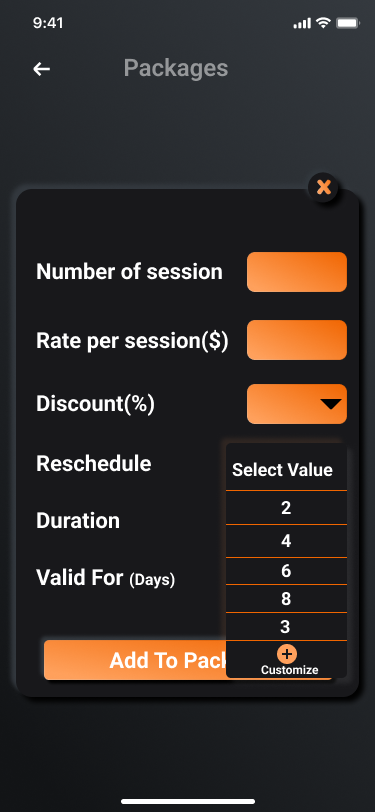 9:41
Packages
Number of session
Rate per session($)
Discount(%)
Reschedule
Select Value
2
Duration
4
6
Valid For (Days)
8
3
Add To Pack
Customize